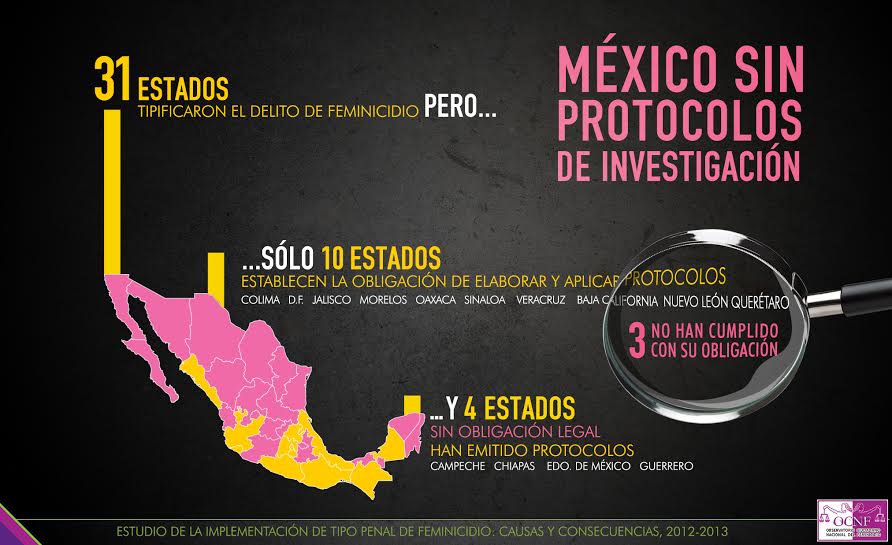 31 ESTADOS
TIPIFICARON EL DELITO DE FEMINICIDIO PERO...
MÉXICO SIN
PROTOCOLOS
DE INVESTIGACIÓN
...SÓLO 10 ESTADOS
ESTABLECEN LA OBLIGACIÓN DE ELABORAR Y APLICAR PROTOCOLOS
COLIMA D.F. JALISCO MORELOS OAXACA SINALOA VERACRUZ BAJA CALIFORNIA NUEVO LEÓN QUERÉTARO
3 NO HAN CUMPLIDO
CON SU OBLIGACIÓN
...Y 4 ESTADOS
SIN OBLIGACIÓN LEGAL
HAN EMITIDO PROTOCOLOS
CAMPECHE CHIAPAS EDO. DE MÉXICO GUERRERO
ESTUDIO DE LA IMPLEMENTACIÓN DE TIPO PENAL DE FEMINICIDIO: CAUSAS Y CONSECUENCIAS, 2012-2013
OCNF
OBSERVATORIO CIUDADANO
NACIONAL DEL FEMINICIDIO